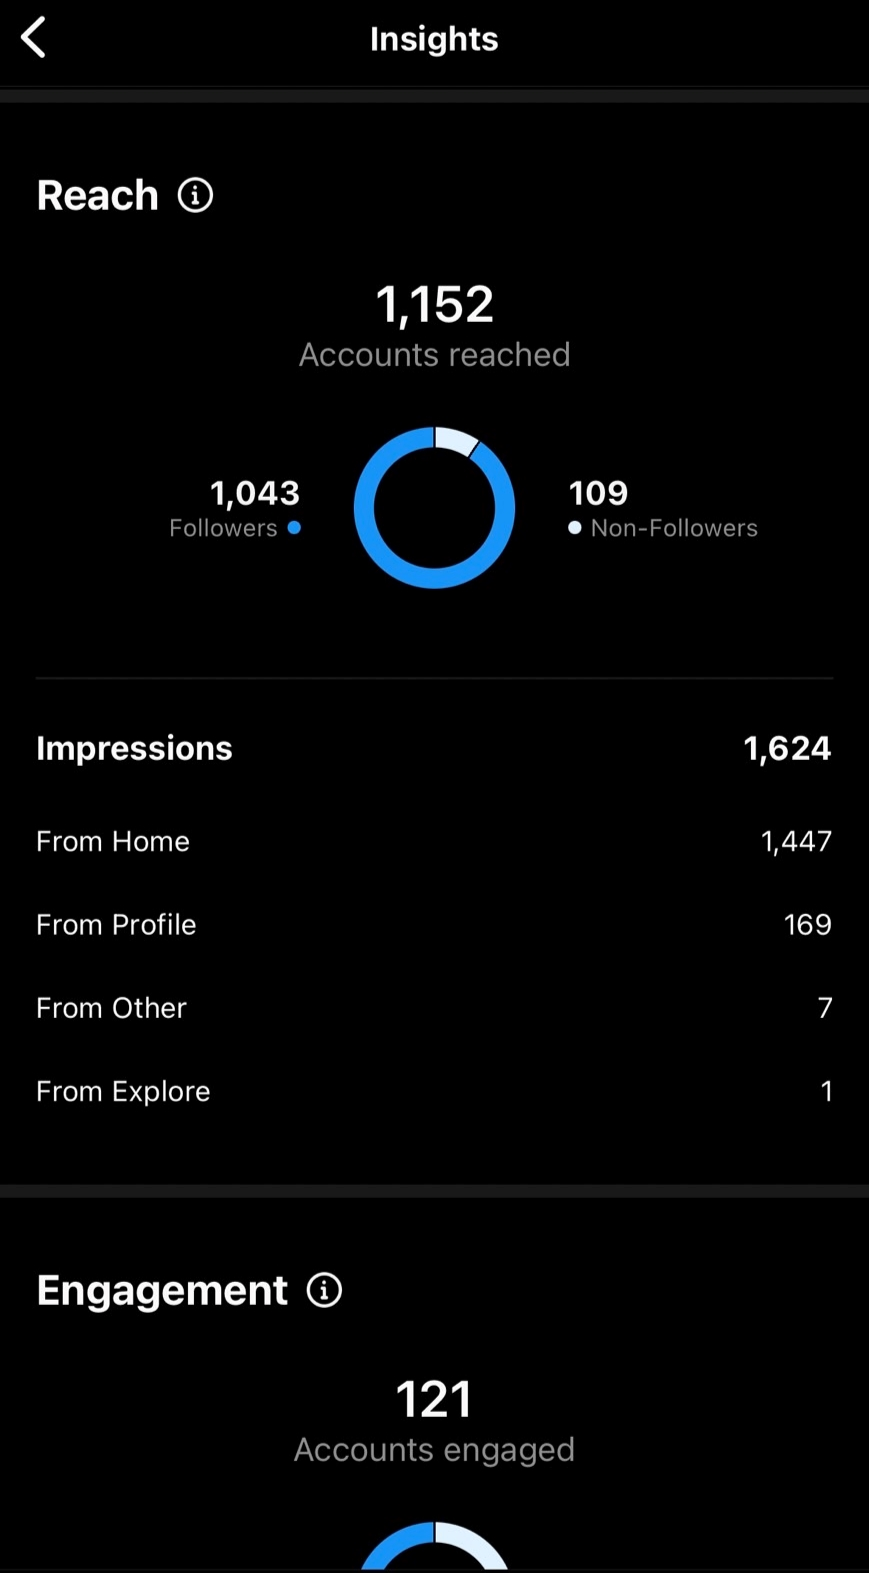 Insights
Reach
1,152
Accounts reached
1,043
Followers
109
Non-Followers
Impressions 1,624
From Home 1,447
From Profile 169
From Other 7
From Explore 1
Engagement
121
Accounts engaged